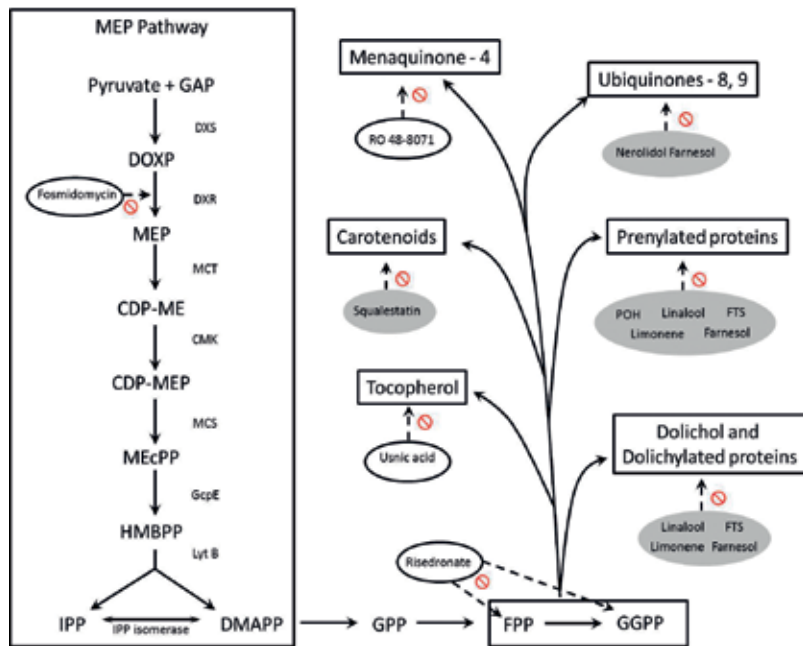 MEP Pathway
Pyruvate + GAP
DXS
DOXP
Fosmidomycin
DXR
MEP
MCT
CDP-ME
CMK
CDP-MEP
MCS
MEcPP
GcpE
HMBPP
Lyt B
IPP
IPP isomerase
DMAPP
GPP
FPP
GGPP
Risedronate
Menaquinone - 4
RO 48-8071
Ubiquinones - 8, 9
Nerolidol Farnesol
Carotenoids
Squalestatin
Prenylated proteins
POH Linalool FTS
Limonene Farnesol
Tocopherol
Usnic acid
Dolichol and
Dolichylated proteins
Linalool FTS
Limonene Farnesol